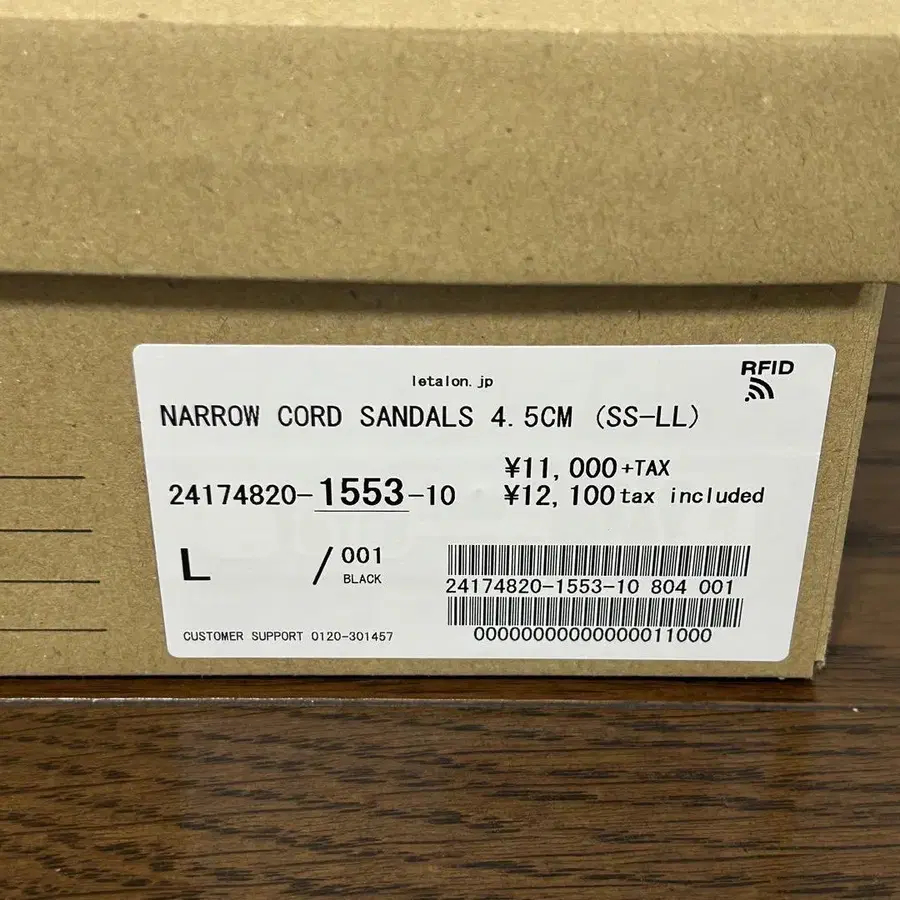 letalon.jp
RFID
NARROW CORD SANDALS 4.5CM (SS-LL)
¥11,000+TAX
24174820-1553-10 ¥12,100 tax included
L / 001
BLACK
24174820-1553-10 804 001
CUSTOMER SUPPORT 0120-301457
00000000000000011000